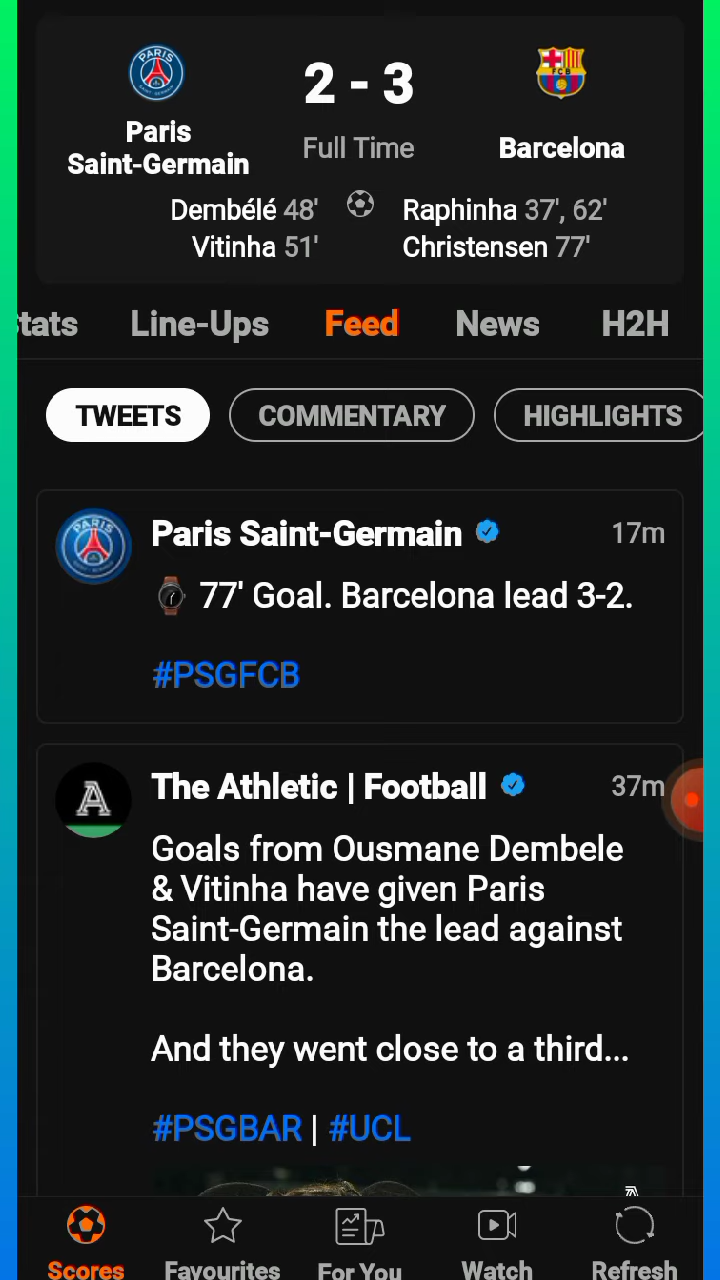 2 - 3
Paris
Saint-Germain
Full Time
Barcelona
Dembélé 48'
Raphinha 37', 62'
Vitinha 51'
Christensen 77'
tats
Line-Ups
Feed
News
H2H
TWEETS
COMMENTARY
HIGHLIGHTS
PARIS
Paris Saint-Germain
17m
77' Goal. Barcelona lead 3-2.
#PSGFCB
A
The Athletic | Football
37m
Goals from Ousmane Dembele
& Vitinha have given Paris
Saint-Germain the lead against
Barcelona.
And they went close to a third...
#PSGBAR | #UCL
Scores
Favourites
For You
Watch
Refresh